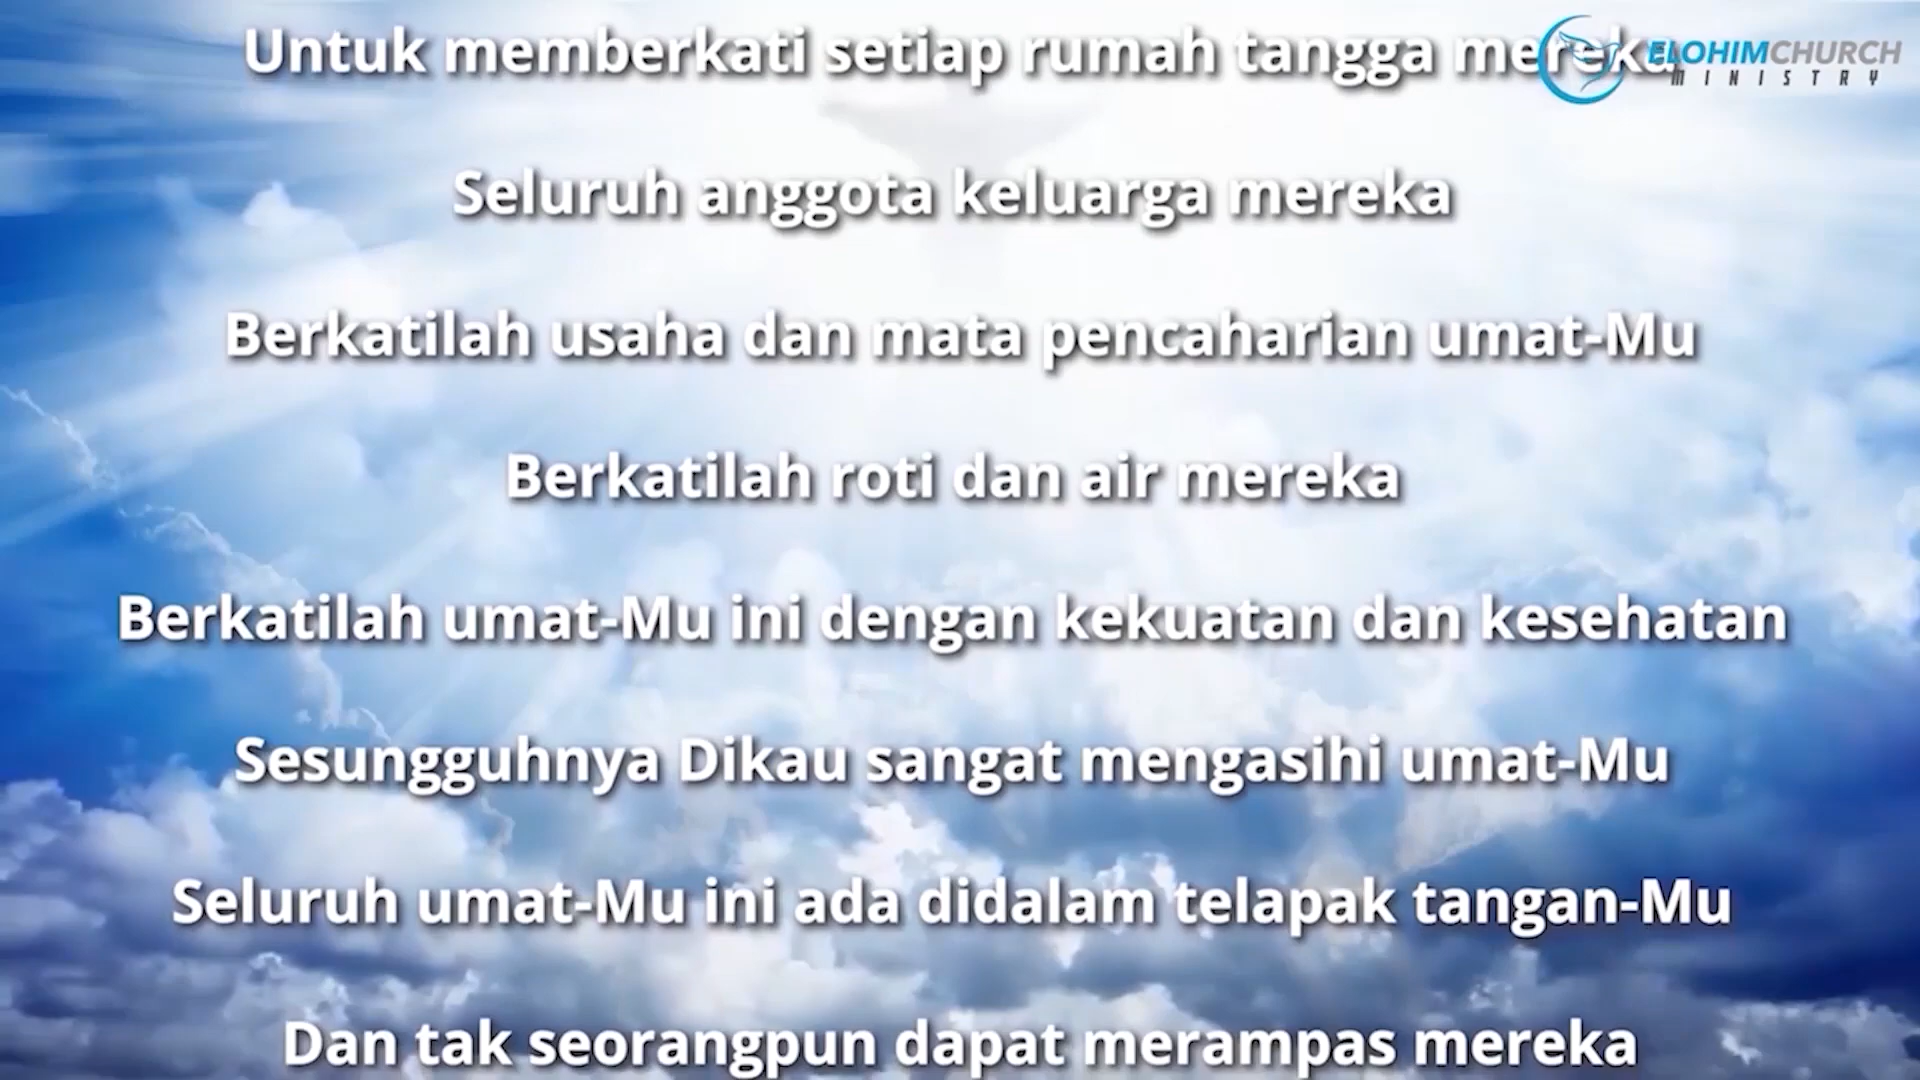 Untuk memberkati setiap rumah tangga mereka
ELOHIMCHURCH
MINISTRY
Seluruh anggota keluarga mereka
Berkatilah usaha dan mata pencaharian umat-Mu
Berkatilah roti dan air mereka
Berkatilah umat-Mu ini dengan kekuatan dan kesehatan
Sesungguhnya Dikau sangat mengasihi umat-Mu
Seluruh umat-Mu ini ada didalam telapak tangan-Mu
Dan tak seorangpun dapat merampas mereka